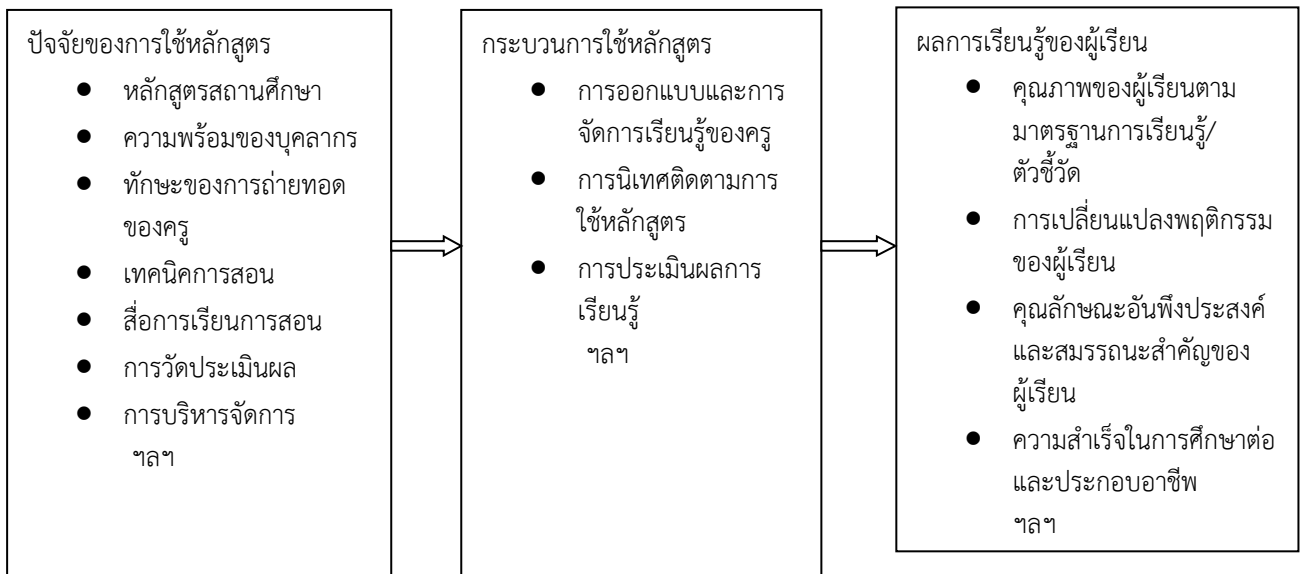 ปัจจัยของการใช้หลักสูตร
● หลักสูตรสถานศึกษา
● ความพร้อมของบุคลากร
● ทักษะของการถ่ายทอด
ของครู
● เทคนิคการสอน
● สื่อการเรียนการสอน
● การวัดประเมินผล
● การบริหารจัดการ
ฯลฯ
กระบวนการใช้หลักสูตร
● การออกแบบและการ
จัดการเรียนรู้ของครู
● การนิเทศติดตามการ
ใช้หลักสูตร
● การประเมินผลการ
เรียนรู้
ฯลฯ
ผลการเรียนรู้ของผู้เรียน
● คุณภาพของผู้เรียนตาม
มาตรฐานการเรียนรู้/
ตัวชี้วัด
● การเปลี่ยนแปลงพฤติกรรม
ของผู้เรียน
● คุณลักษณะอันพึงประสงค์
และสมรรถนะสำคัญของ
ผู้เรียน
● ความสำเร็จในการศึกษาต่อ
และประกอบอาชีพ
ฯลฯ